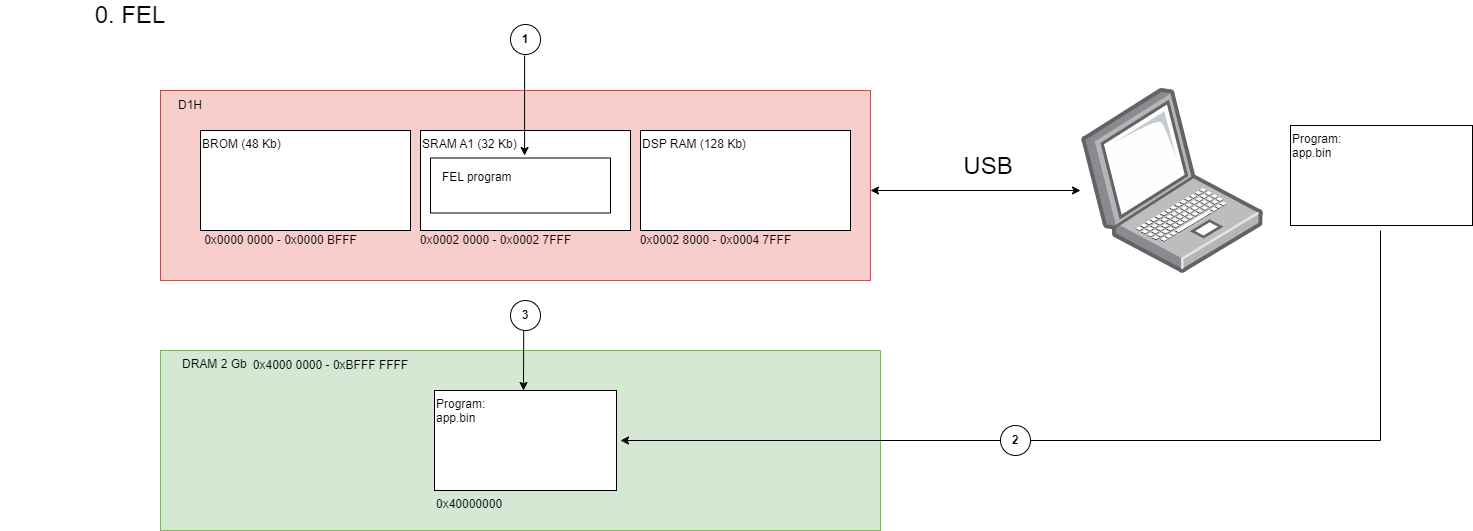 0. FEL
1
D1H
BROM (48 Kb)
SRAM A1 (32 Kb)
DSP RAM (128 Kb)
FEL program
0x0000 0000 - 0x0000 BFFF
0x0002 0000 - 0x0002 7FFF
0x0002 8000 - 0x0004 7FFF
USB
Program:
app.bin
3
DRAM 2 Gb 0x4000 0000 - 0xBFFF FFFF
Program:
app.bin
2
0x40000000